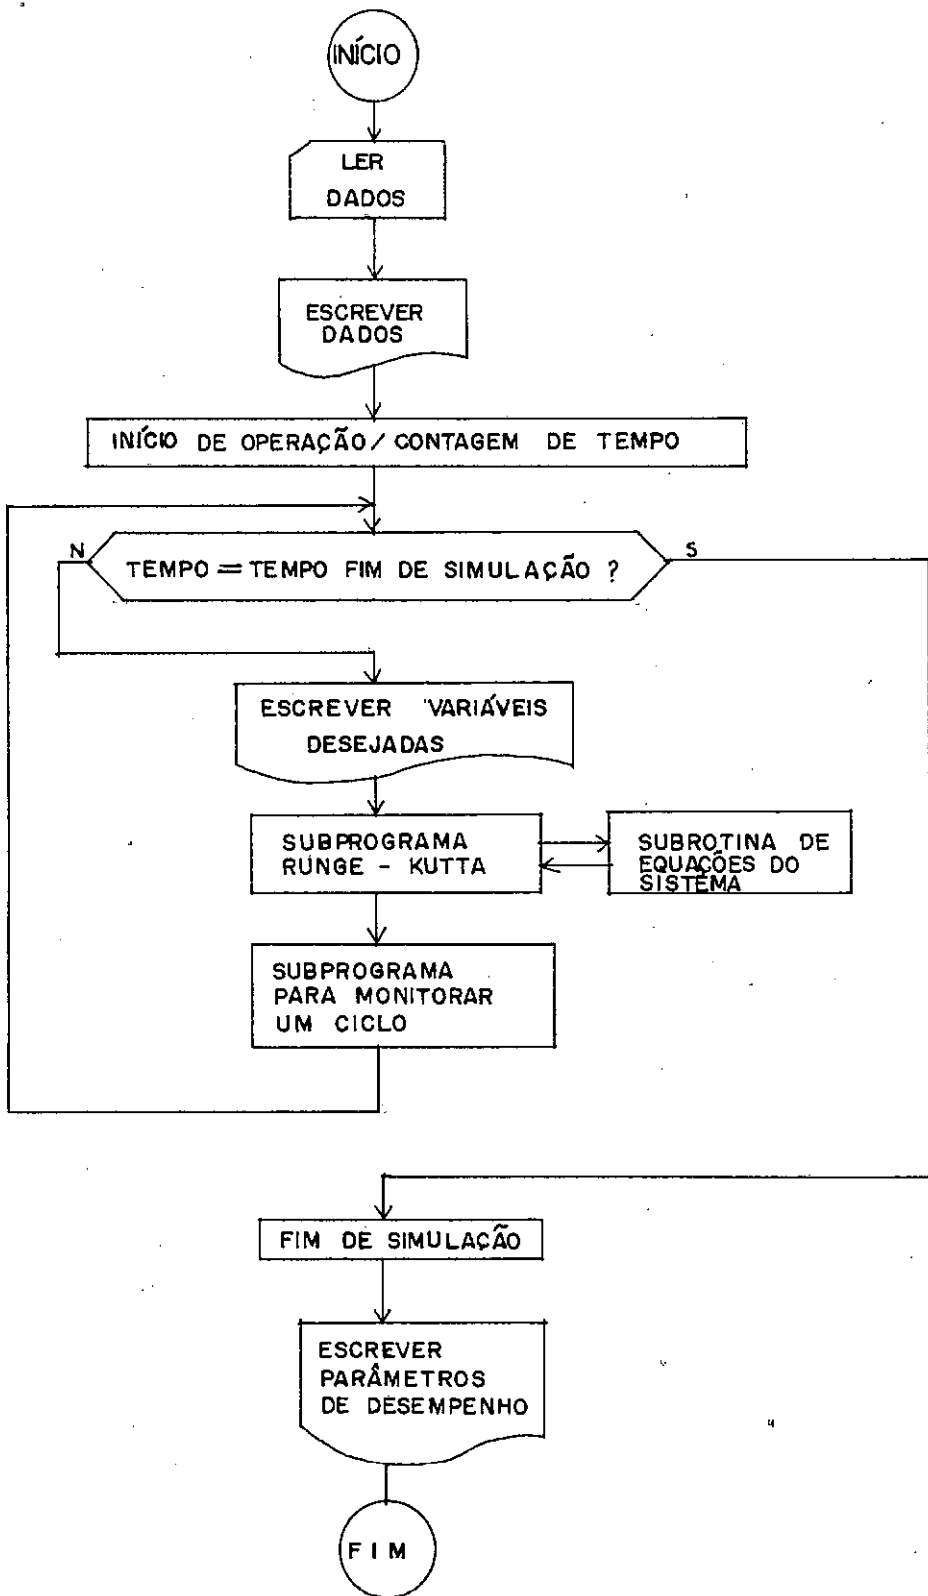 INÍCIO
LER
DADOS
ESCREVER
DADOS
INÍCIO DE OPERAÇÃO/ CONTAGEM DE TEMPO
N
S
TEMPO = TEMPO FIM DE SIMULAÇÃO ?
ESCREVER VARIÁVEIS
DESEJADAS
SUBPROGRAMA
RUNGE - KUTTA
SUBROTINA DE
EQUAÇÕES DO
SISTÊMA
SUBPROGRAMA
PARA MONITORAR
UM CICLO
FIM DE SIMULAÇÃO
ESCREVER
PARÂMETROS
DE DESEMPENHO
FIM